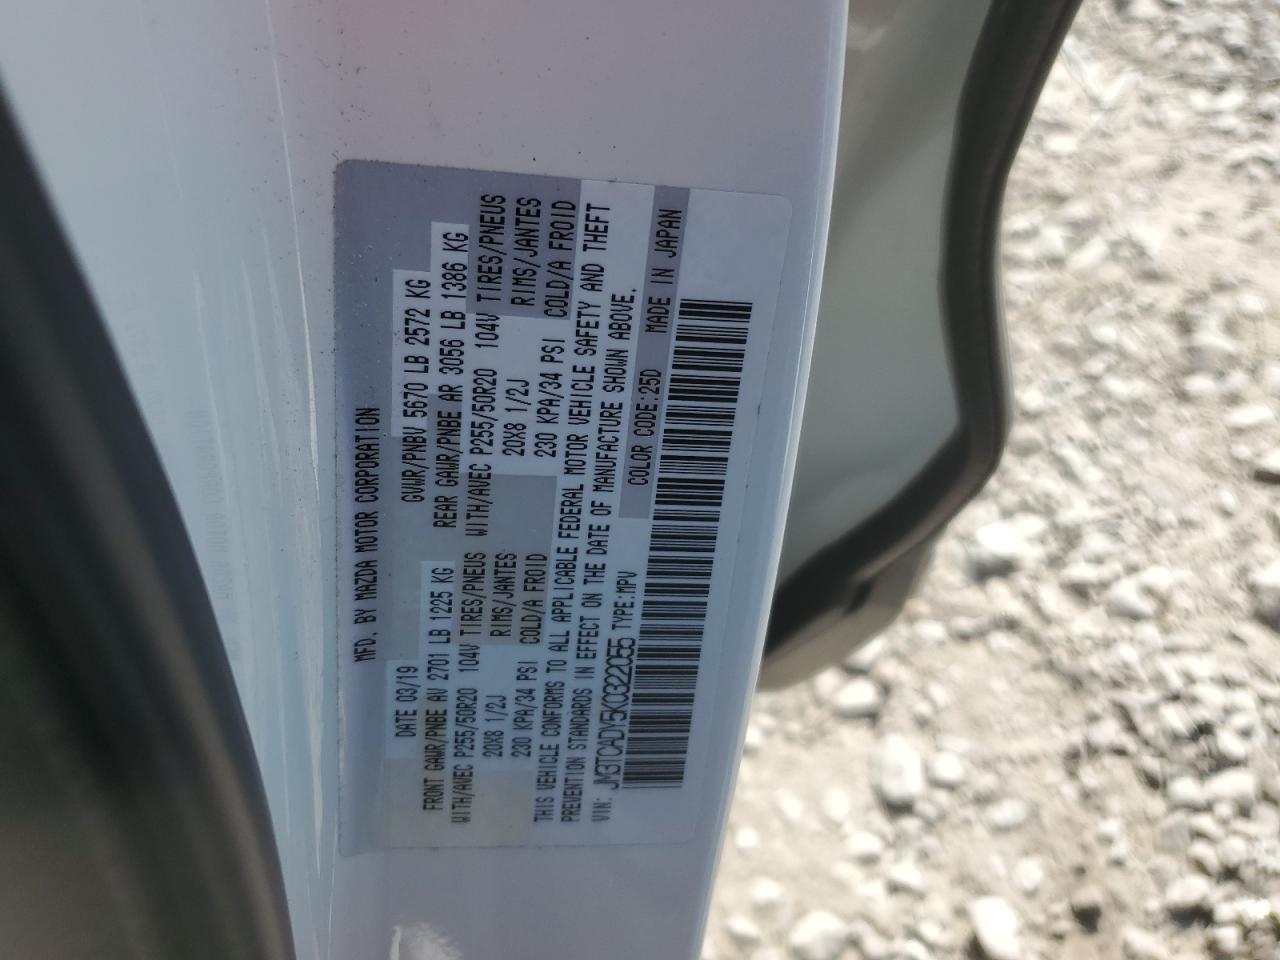 MFD. BY MAZDA MOTOR CORPORATION
DATE 03/19 GVWR/PNBV 5670 LB 2572 KG
FRONT GAWR/PNBE AV 2701 LB 1225 KG REAR GAWR/PNBE AR 3056 LB 1386 KG
WITH/AVEC P255/50R20 104V TIRES/PNEUS WITH/AVEC P255/50R20 104V TIRES/PNEUS
20X8 1/2J RIMS/JANTES 20X8 1/2J RIMS/JANTES
230 KPA/34 PSI COLD/A FROID 230 KPA/34 PSI COLD/A FROID
THIS VEHICLE CONFORMS TO ALL APPLICABLE FEDERAL MOTOR VEHICLE SAFETY AND THEFT
PREVENTION STANDARDS IN EFFECT ON THE DATE OF MANUFACTURE SHOWN ABOVE.
VIN: JM3TCADY5K0322055 TYPE:MPV COLOR CODE:25D MADE IN JAPAN